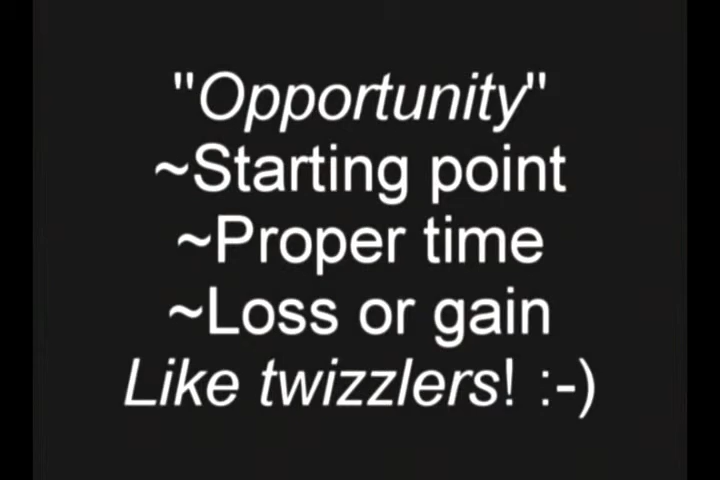 "Opportunity"
~Starting point
~Proper time
~Loss or gain
Like twizzlers! :-)